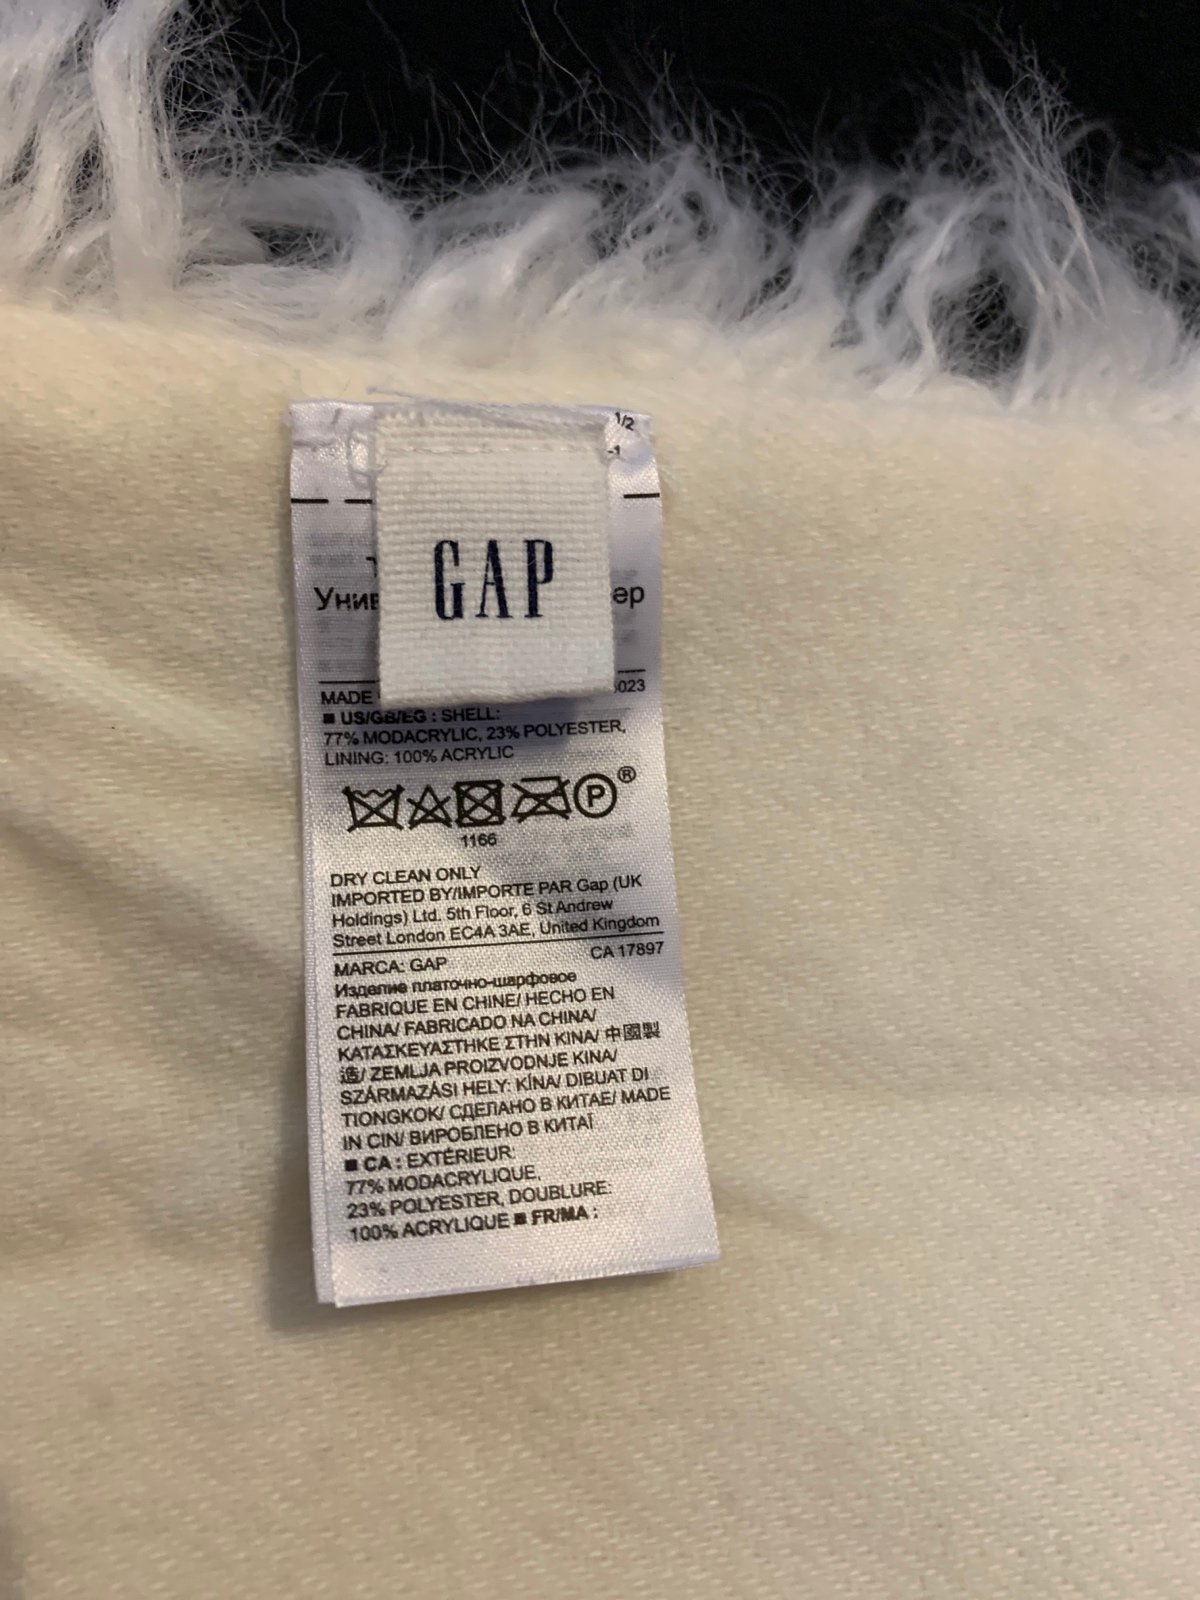 1/2
-1
GAP
MADE
■ US/GB/EG : SHELL:
77% MODACRYLIC, 23% POLYESTER,
LINING: 100% ACRYLIC
P ®
1166
DRY CLEAN ONLY
IMPORTED BY/IMPORTE PAR Gap (UK
Holdings) Ltd. 5th Floor, 6 St Andrew
Street London EC4A 3AE, United Kingdom
MARCA: GAP CA 17897
Изделие платочно-шарфовое
FABRIQUE EN CHINE/ HECHO EN
CHINA/ FABRICADO NA CHINA/
ΚΑΤΑΣΚΕΥΑΣΤΗΚΕ ΣΤΗΝ ΚΙΝΑ/ 中國製
造/ ZEMLJA PROIZVODNJE KINA/
SZÁRMAZÁSI HELY: KÍNA/ DIBUAT DI
TIONGKOK/ СДЕЛАНО В КИТАЕ/ MADE
IN CIN/ ВИРОБЛЕНО В КИТАЇ
■ CA : EXTÉRIEUR:
77% MODACRYLIQUE,
23% POLYESTER, DOUBLURE:
100% ACRYLIQUE ■ FR/MA :